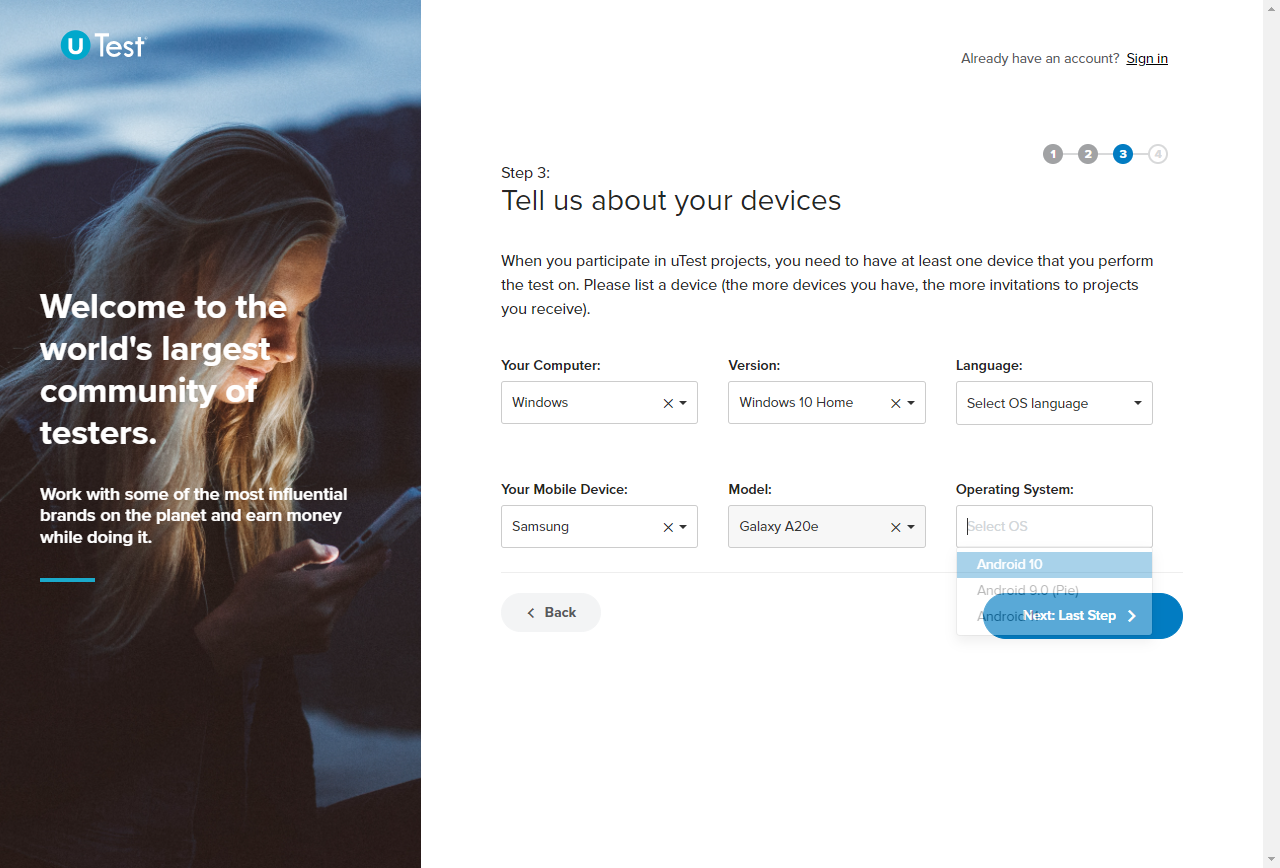 U Test
Already have an account? Sign in
1 2 3 4
Step 3:
Tell us about your devices
When you participate in uTest projects, you need to have at least one device that you perform
the test on. Please list a device (the more devices you have, the more invitations to projects
you receive).
Welcome to the
world's largest
community of
testers.
Work with some of the most influential
brands on the planet and earn money
while doing it.
Your Computer: Version: Language:
Windows Windows 10 Home Select OS language
Your Mobile Device: Model: Operating System:
Samsung Galaxy A20e Select OS
Android 10
Android 9.0 (Pie)
Back Next: Last Step